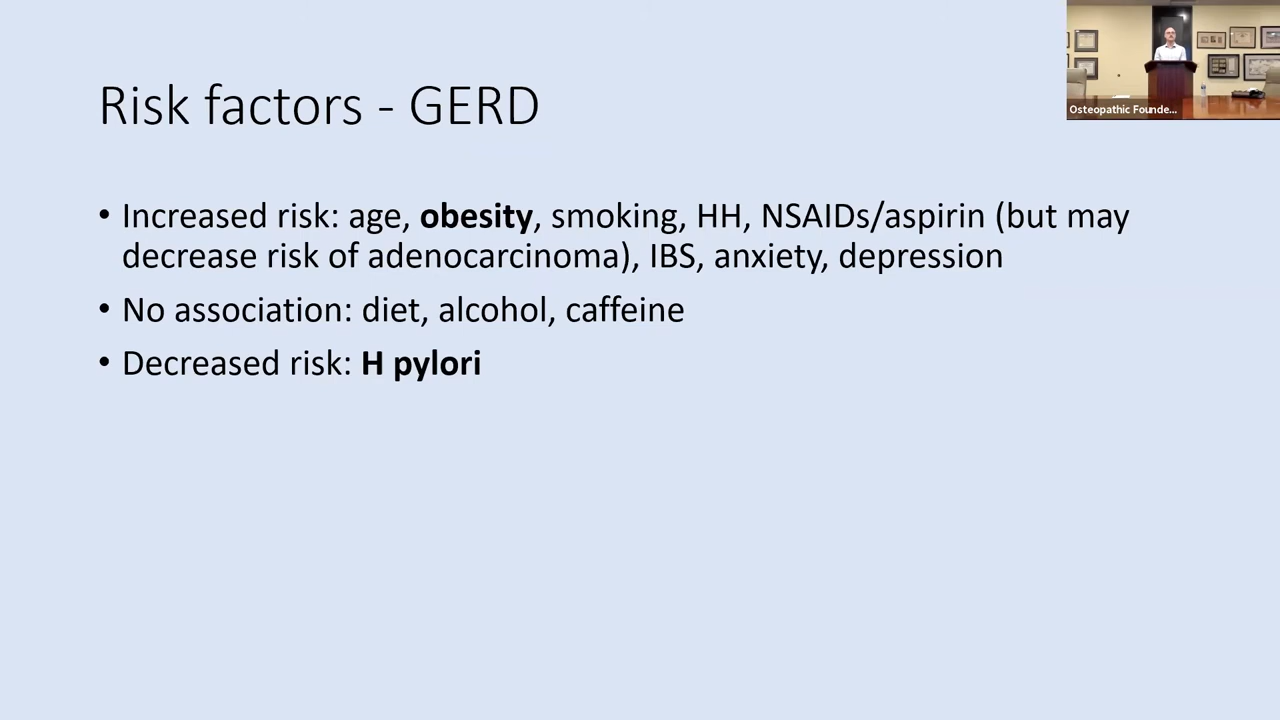 Risk factors - GERD
Osteopathic Founde...
• Increased risk: age, obesity, smoking, HH, NSAIDs/aspirin (but may
decrease risk of adenocarcinoma), IBS, anxiety, depression
• No association: diet, alcohol, caffeine
• Decreased risk: H pylori